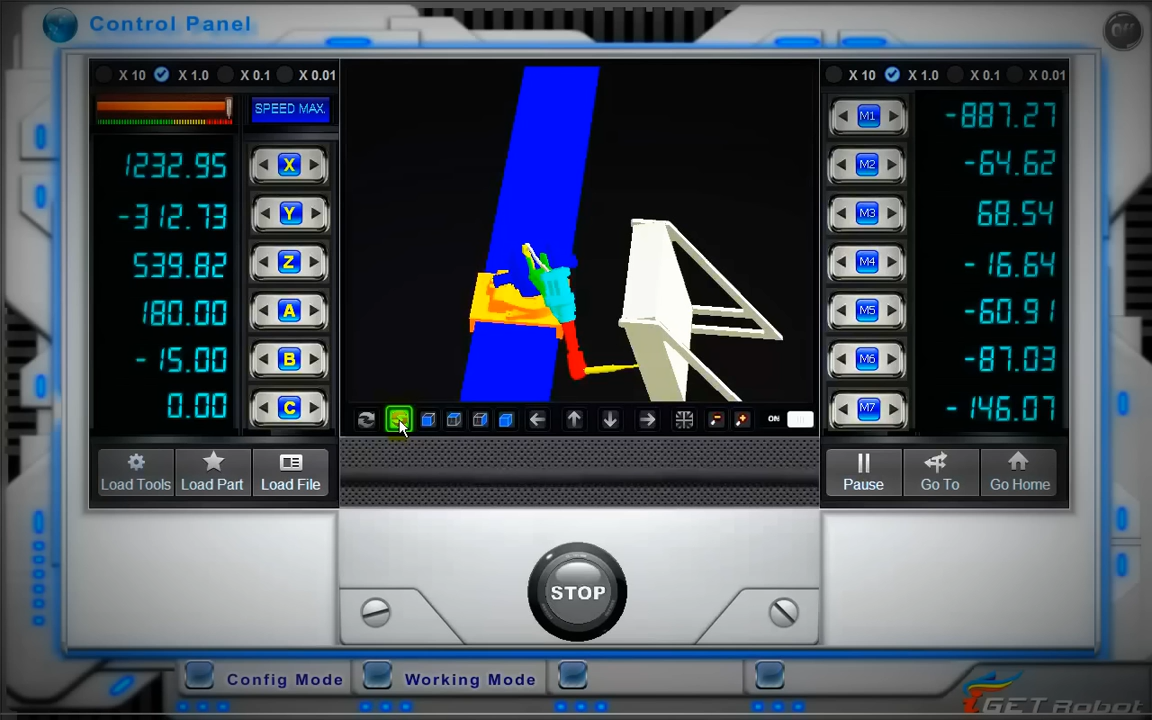 Control Panel
Off
X 10 X 1.0 X 0.1 X 0.01
SPEED MAX.
1232.95 X
-312.73 Y
539.82 Z
180.00 A
-15.00 B
0.00 C
Load Tools Load Part Load File
ON
X 10 X 1.0 X 0.1 X 0.01
M1 -887.27
M2 -64.62
M3 68.54
M4 -16.64
M5 -60.91
M6 -87.03
M7 -146.07
Pause Go To Go Home
STOP
Config Mode Working Mode
iGET Robot